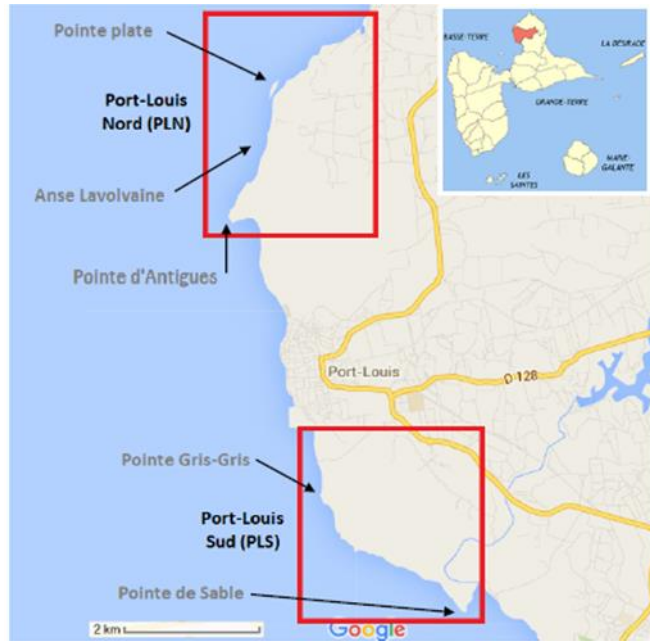 Pointe plate
Port-Louis
Nord (PLN)
Anse Lavolvaine
Pointe d'Antigues
BASSE-TERRE
LA DÉSIRADE
GRANDE-TERRE
MARIE-
GALANTE
LES
SAINTES
Port-Louis
D 128
Pointe Gris-Gris
Port-Louis
Sud (PLS)
Pointe de Sable
2 km
Google